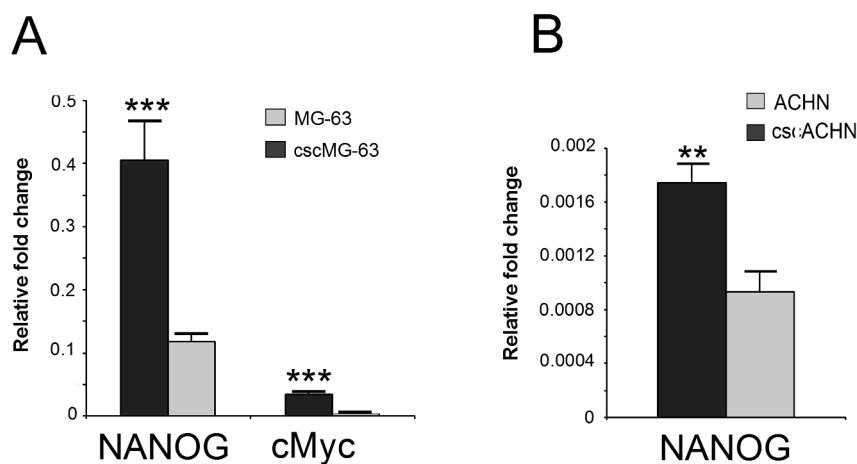 A
0.5
0.4
0.3
0.2
0.1
0
Relative fold change
***
***
MG-63
cscMG-63
NANOG cMyc
B
0.002
0.0016
0.0012
0.0008
0.0004
0
Relative fold change
**
ACHN
cscACHN
NANOG